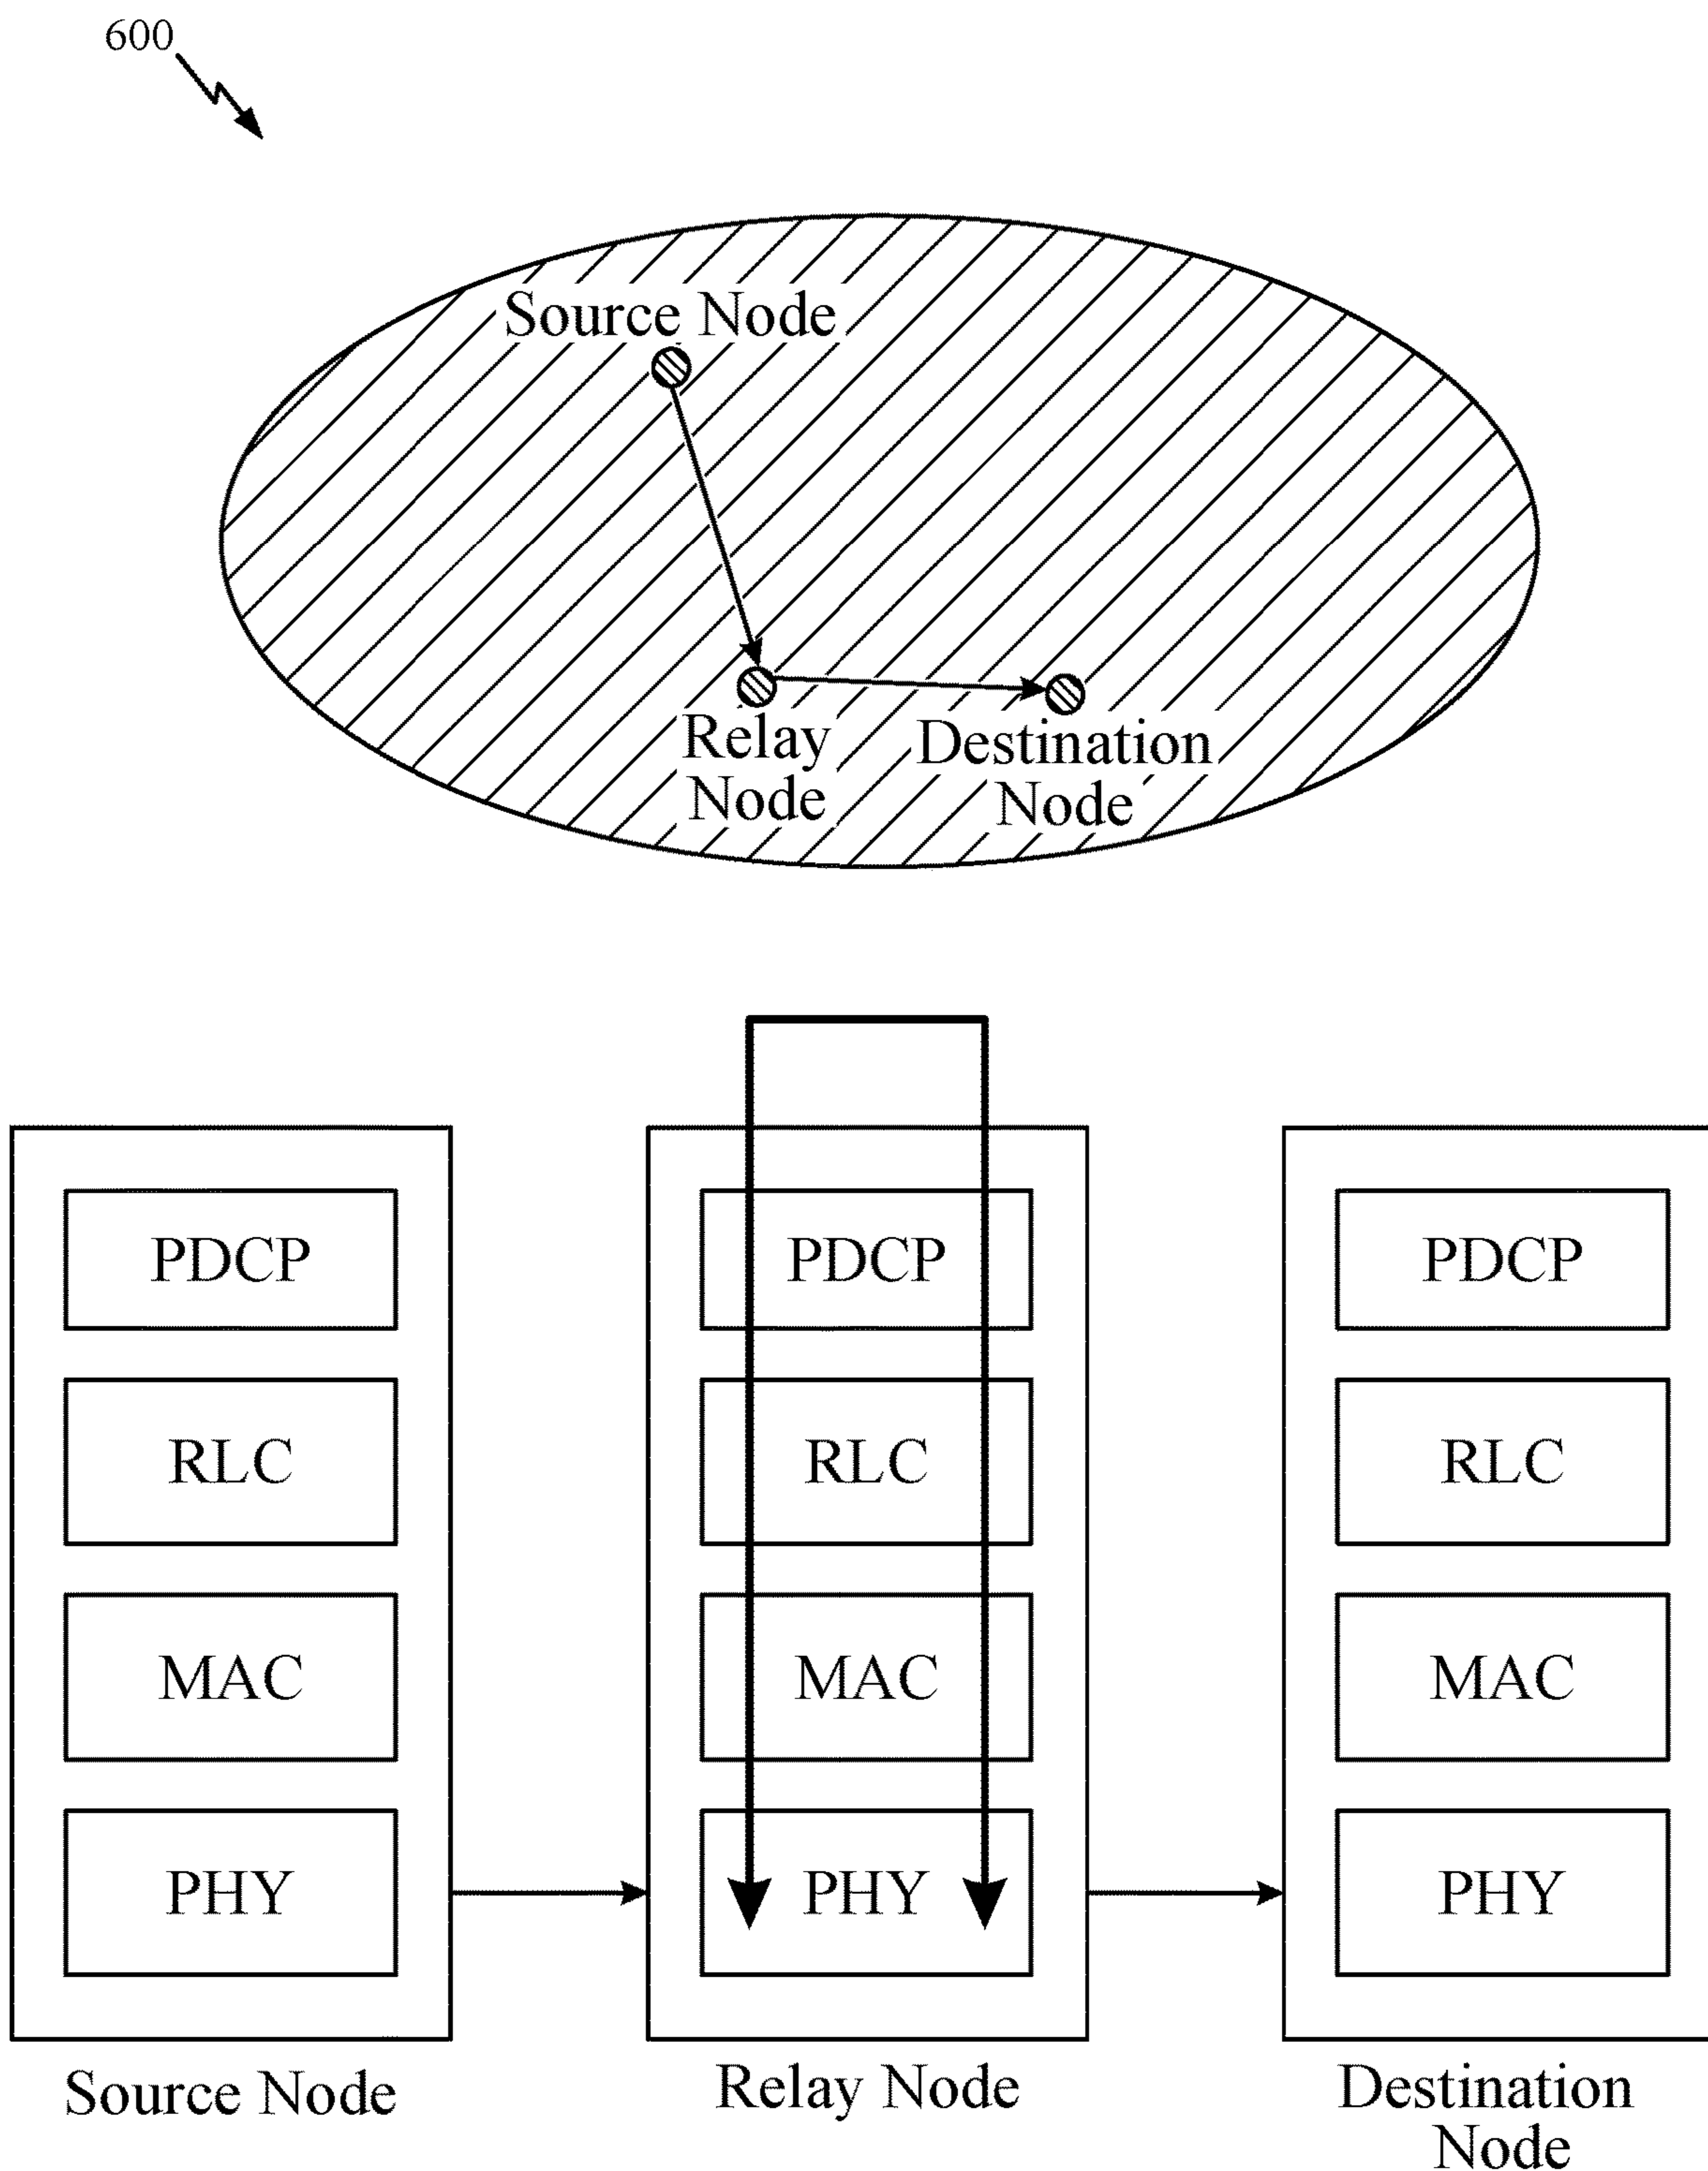 600
Source Node
Relay
Node
Destination
Node
PDCP
RLC
MAC
PHY
Source Node
PDCP
RLC
MAC
PHY
Relay Node
PDCP
RLC
MAC
PHY
Destination
Node